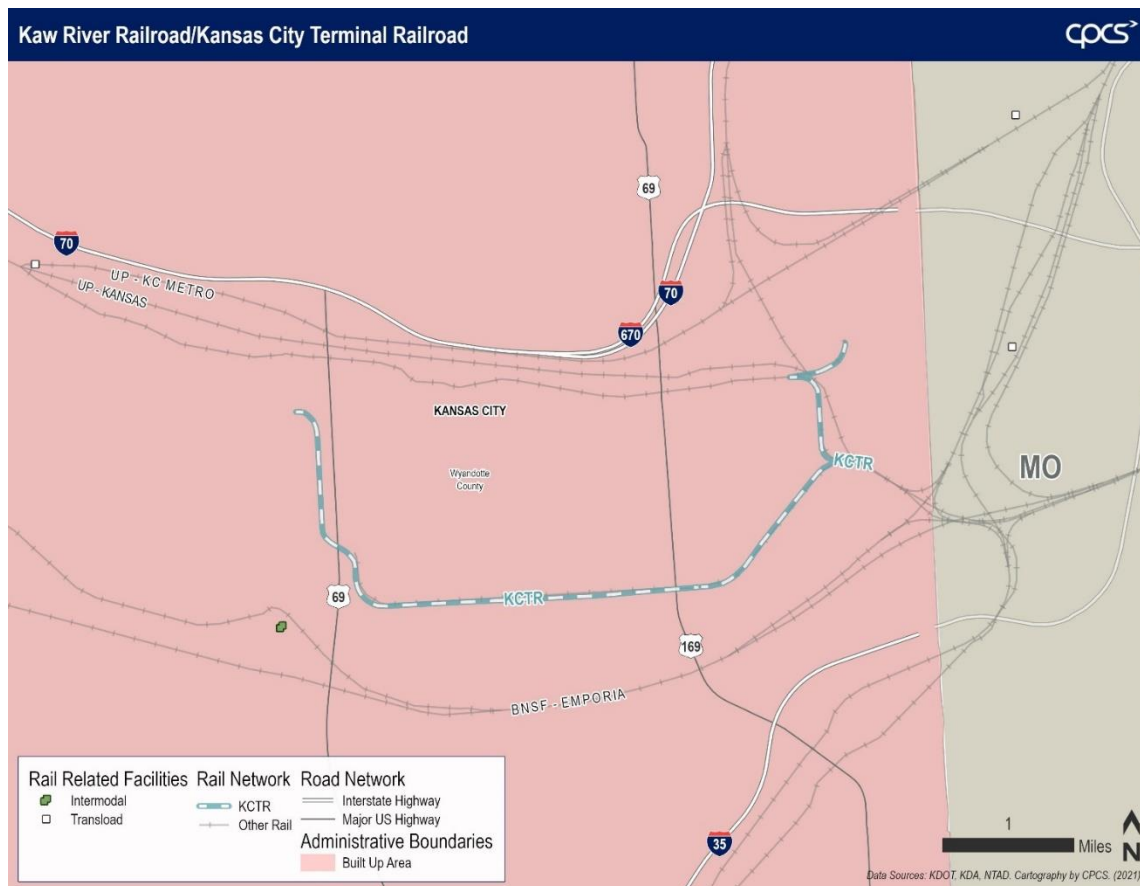 Kaw River Railroad/Kansas City Terminal Railroad
cpcs
69
70
70
UP - KC METRO
UP - KANSAS
670
KANSAS CITY
KCTR
MO
Wyandotte
County
69
KCTR
169
BNSF - EMPORIA
35
Rail Related Facilities
Intermodal
Transload
Rail Network
KCTR
Other Rail
Road Network
Interstate Highway
Major US Highway
Administrative Boundaries
Built Up Area
1
Miles
N
Data Sources: KDOT, KDA, NTAD. Cartography by CPCS. (2021)